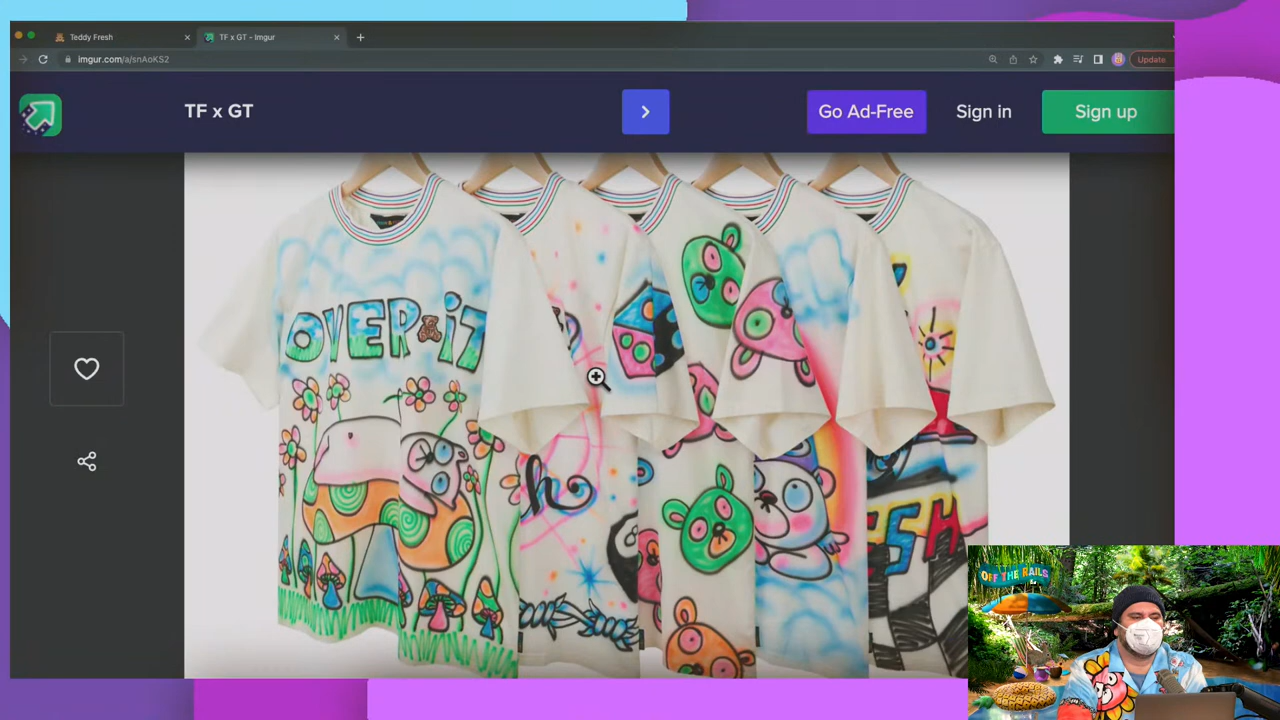 Teddy Fresh
TF x GT - Imgur
imgur.com/a/snAoKS2
Update
TF x GT
Go Ad-Free
Sign in
Sign up
OVER IT
h
FSH
OFF THE RAILS